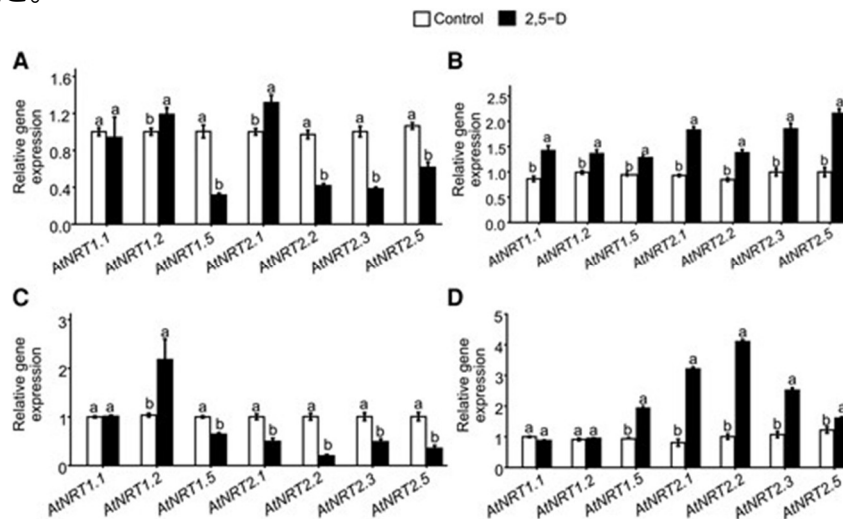 Control 2,5-D
A
Relative gene
expression
1.6
1.2
0.8
0.4
0.0
a a b a a b b a a b a b a b
AtNRT1.1 AtNRT1.2 AtNRT1.5 AtNRT2.1 AtNRT2.2 AtNRT2.3 AtNRT2.5
B
Relative gene
expression
2.5
2.0
1.5
1.0
0.5
0.0
b a b a b a b a b a b a b a
AtNRT1.1 AtNRT1.2 AtNRT1.5 AtNRT2.1 AtNRT2.2 AtNRT2.3 AtNRT2.5
C
Relative gene
expression
3
2
1
0
a a b a a b a b a b a b a b
AtNRT1.1 AtNRT1.2 AtNRT1.5 AtNRT2.1 AtNRT2.2 AtNRT2.3 AtNRT2.5
D
Relative gene
expression
5
4
3
2
1
0
a a a a b a b a b a b a b a
AtNRT1.1 AtNRT1.2 AtNRT1.5 AtNRT2.1 AtNRT2.2 AtNRT2.3 AtNRT2.5